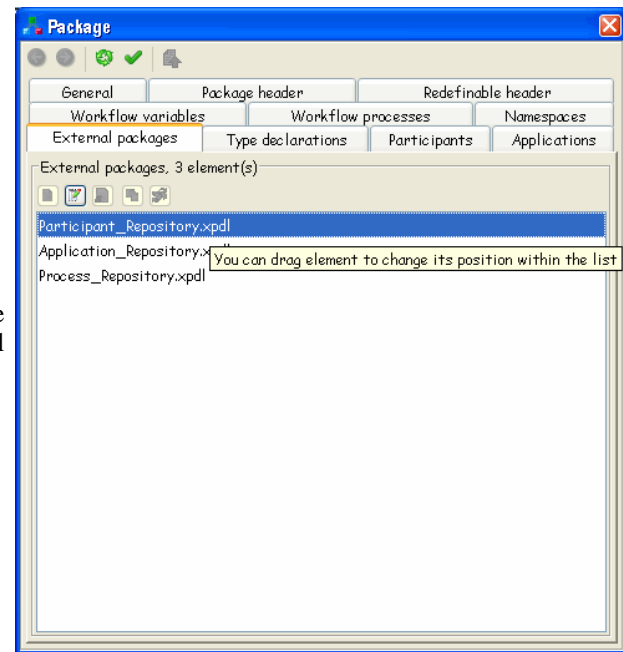 Package
General Package header Redefinable header
Workflow variables Workflow processes Namespaces
External packages Type declarations Participants Applications
External packages, 3 element(s)
Participant_Repository.xpdl
Application_Repository.x
You can drag element to change its position within the list
Process_Repository.xpdl
e
l